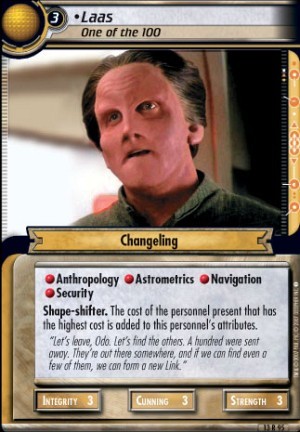 3 •Laas
One of the 100
Changeling
Anthropology Astrometrics Navigation
Security
Shape-shifter. The cost of the personnel present that has
the highest cost is added to this personnel's attributes.
"Let's leave, Odo. Let's find the others. A hundred were sent
away. They're out there somewhere, and if we can find even a
few of them, we can form a new Link."
INTEGRITY 3 CUNNING 3 STRENGTH 3
13 R 95